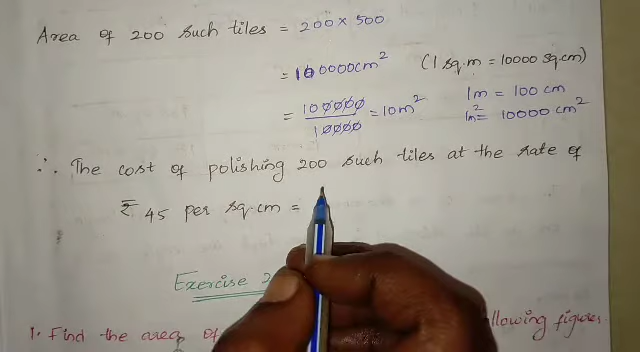 Area of 200 such tiles = 200 × 500
= 100000cm² (1 sq.m = 10000 sq.cm)
= 100000/10000 = 10m² 1m = 100 cm
1m² = 10000 cm²
∴ The cost of polishing 200 such tiles at the rate of
₹ 45 per sq.cm =
Exercise 2
1. Find the area of llowing figures